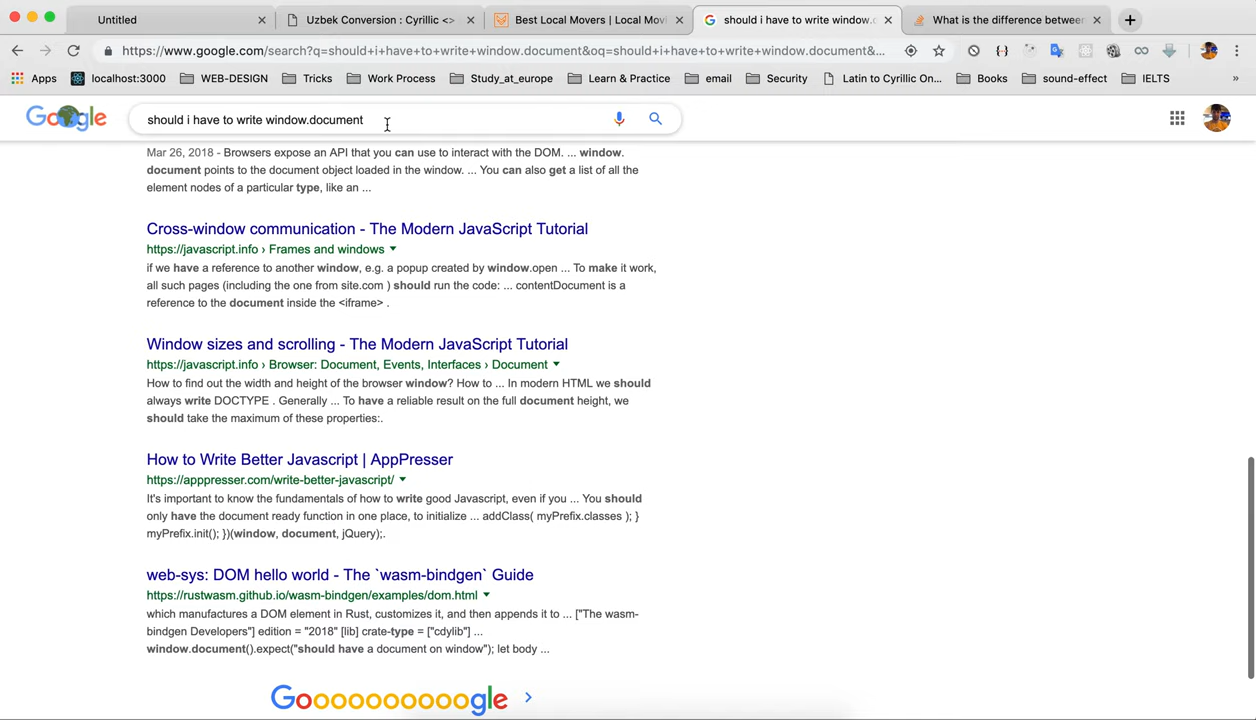 Untitled
Uzbek Conversion : Cyrillic <>
Best Local Movers | Local Movi
should i have to write window.d
What is the difference between
https://www.google.com/search?q=should+i+have+to+write+window.document&oq=should+i+have+to+write+window.document&...
Apps localhost:3000 WEB-DESIGN Tricks Work Process Study_at_europe Learn & Practice email Security Latin to Cyrillic On... Books sound-effect IELTS »
Google should i have to write window.document
Mar 26, 2018 - Browsers expose an API that you can use to interact with the DOM. ... window.
document points to the document object loaded in the window. ... You can also get a list of all the
element nodes of a particular type, like an ...
Cross-window communication - The Modern JavaScript Tutorial
https://javascript.info › Frames and windows
if we have a reference to another window, e.g. a popup created by window.open ... To make it work,
all such pages (including the one from site.com ) should run the code: ... contentDocument is a
reference to the document inside the <iframe> .
Window sizes and scrolling - The Modern JavaScript Tutorial
https://javascript.info › Browser: Document, Events, Interfaces › Document
How to find out the width and height of the browser window? How to ... In modern HTML we should
always write DOCTYPE . Generally ... To have a reliable result on the full document height, we
should take the maximum of these properties:.
How to Write Better Javascript | AppPresser
https://apppresser.com/write-better-javascript/
It's important to know the fundamentals of how to write good Javascript, even if you ... You should
only have the document ready function in one place, to initialize ... addClass( myPrefix.classes ); }
myPrefix.init(); })(window, document, jQuery);.
web-sys: DOM hello world - The `wasm-bindgen` Guide
https://rustwasm.github.io/wasm-bindgen/examples/dom.html
which manufactures a DOM element in Rust, customizes it, and then appends it to ... ["The wasm-
bindgen Developers"] edition = "2018" [lib] crate-type = ["cdylib"] ...
window.document().expect("should have a document on window"); let body ...
Goooooooooogle